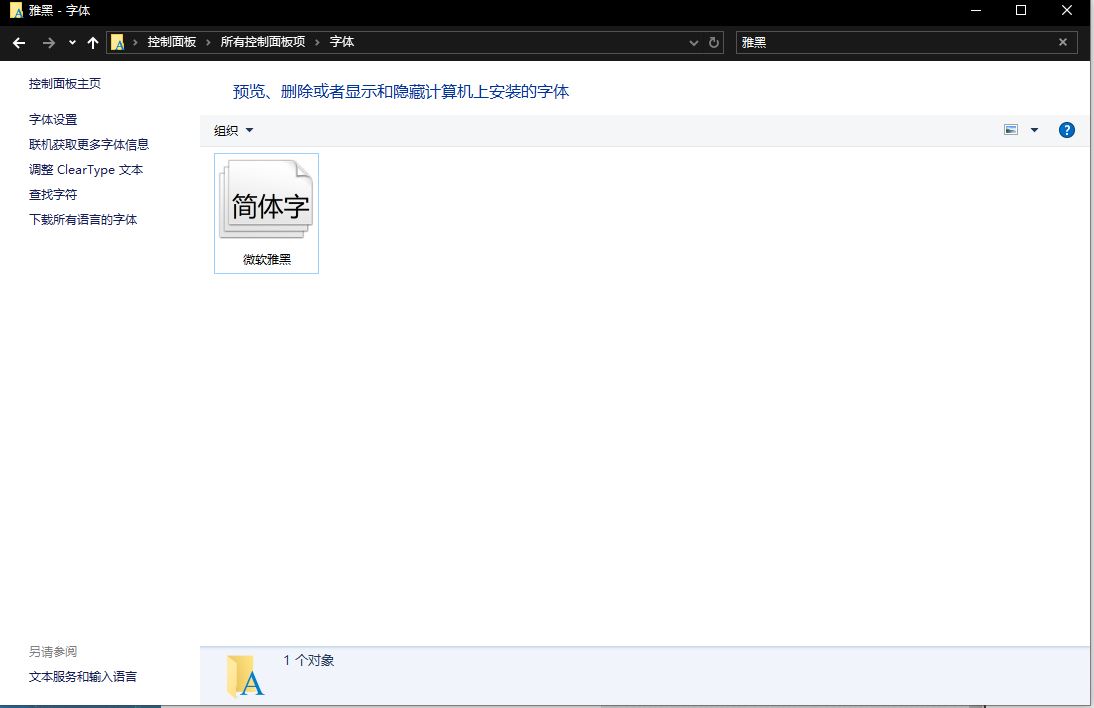 雅黑 - 字体
控制面板 所有控制面板项 字体
雅黑
控制面板主页
字体设置
联机获取更多字体信息
调整 ClearType 文本
查找字符
下载所有语言的字体
预览、删除或者显示和隐藏计算机上安装的字体
组织
简体字
微软雅黑
另请参阅
文本服务和输入语言
1 个对象